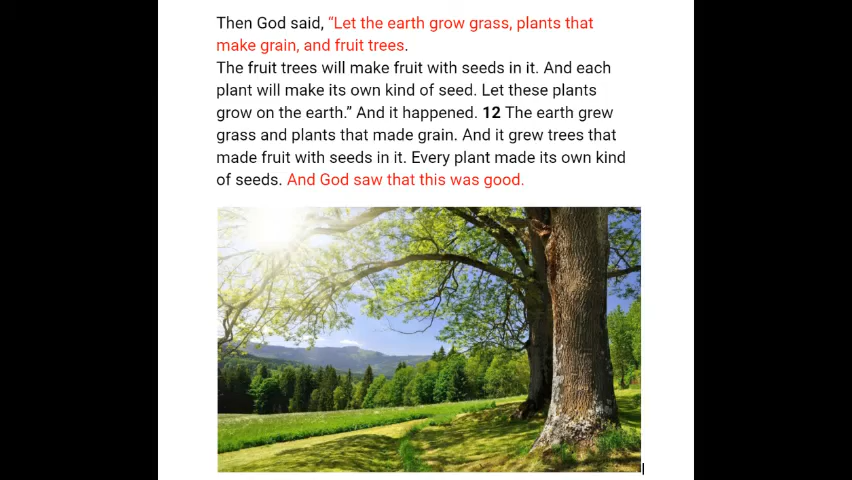 Then God said, “Let the earth grow grass, plants that
make grain, and fruit trees.
The fruit trees will make fruit with seeds in it. And each
plant will make its own kind of seed. Let these plants
grow on the earth.” And it happened. 12 The earth grew
grass and plants that made grain. And it grew trees that
made fruit with seeds in it. Every plant made its own kind
of seeds. And God saw that this was good.